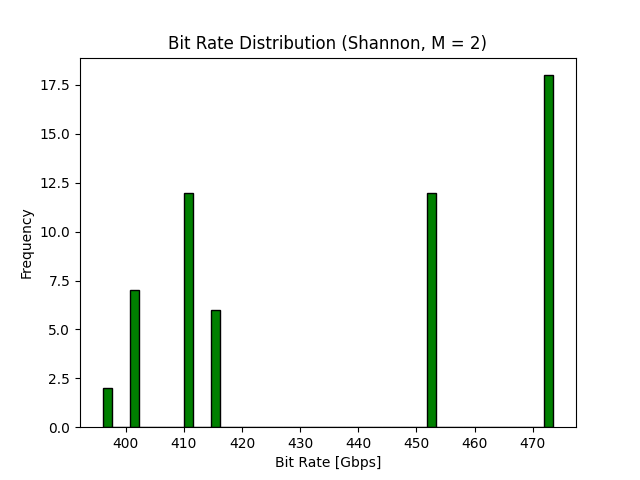 Bit Rate Distribution (Shannon, M = 2)
17.5
15.0
12.5
10.0
7.5
5.0
2.5
0.0
Frequency
400 410 420 430 440 450 460 470
Bit Rate [Gbps]